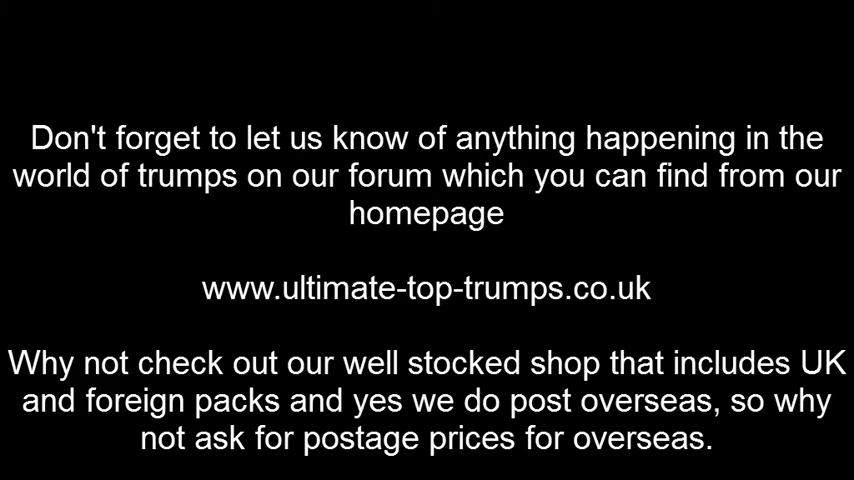 Don't forget to let us know of anything happening in the
world of trumps on our forum which you can find from our
homepage
www.ultimate-top-trumps.co.uk
Why not check out our well stocked shop that includes UK
and foreign packs and yes we do post overseas, so why
not ask for postage prices for overseas.